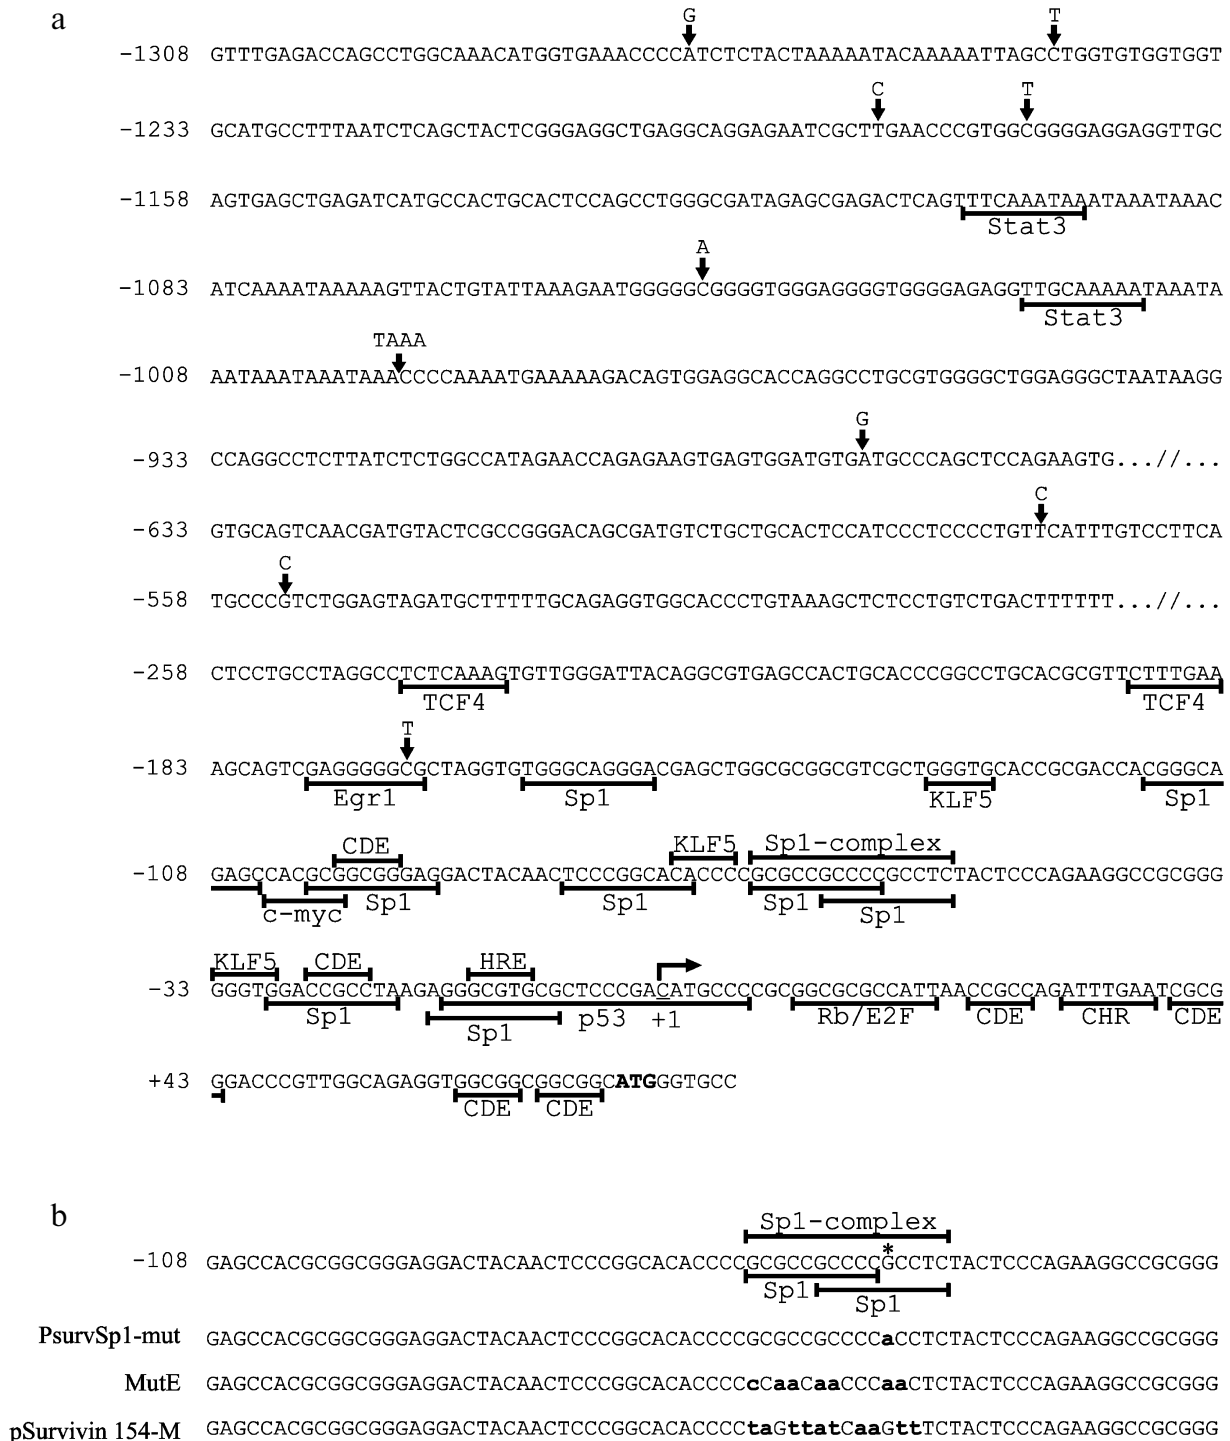 a
G T
-1308 GTTTGAGACCAGCCTGGCAAACATGGTGAAACCCCATCTCTACTAAAAATACAAAAATTAGCCTGGTGTGGTGGT
C T
-1233 GCATGCCTTTAATCTCAGCTACTCGGGAGGCTGAGGCAGGAGAATCGCTTGAACCCGTGGCGGGGAGGAGGTTGC
-1158 AGTGAGCTGAGATCATGCCACTGCACTCCAGCCTGGGCGATAGAGCGAGACTCAGTTTCAAATAAATAAATAAAC
Stat3
A
-1083 ATCAAAATAAAAAAGTTACTGTATTAAAGAATGGGGGCGGGGTGGGAGGGGTGGGGAGAGGTTGCAAAAATAAATA
Stat3
TAAA
-1008 AATAAATAAATAAACCCCAAAATGAAAAAGACAGTGGAGGCACCAGGCCTGCGTGGGGCTGGAGGGCTAATAAGG
G
-933 CCAGGCCTCTTATCTCTGGCCATAGAACCAGAGAAGTGAGTGGATGTGATGCCCAGCTCCAGAAGTG...//...
C
-633 GTGCAGTCAACGATGTACTCGCCGGGACAGCGATGTCTGCTGCACTCCATCCCTCCCCTGTTCATTTGTCCTTCA
C
-558 TGCCCGTCTGGAGTAGATGCTTTTTGCAGAGGTGGCACCCTGTAAAGCTCTCCTGTCTGACTTTTTT...//...
-258 CTCCTGCCTAGGCCTCTCAAAGTGTTGGGATTACAGGCGTGAGCCACTGCACCCGGCCTGCACGCGTTCTTTGAA
TCF4 TCF4
T
-183 AGCAGTCGAGGGGGCGCTAGGTGTGGGCAGGGACGAGCTGGCGCGGCGTCGCTGGGTGCACCGCGACCACGGGCA
Egr1 Sp1 KLF5 Sp1
CDE KLF5 Sp1-complex
-108 GAGCCACGCGGCGGGAGGACTACAACTCCCGGCACACCCCGCGCCGCCCCGCCTCTACTCCCAGAAGGCCGCGGG
c-myc Sp1 Sp1 Sp1 Sp1
KLF5 CDE HRE
-33 GGGTGGACCGCCTAAGAGGGCGTGCGCTCCCGACATGCCCCGCGGCGCGCCATTAACCGCCAGATTTGAATCGCG
Sp1 Sp1 p53 +1 Rb/E2F CDE CHR CDE
+43 GGACCCGTTGGCAGAGGTGGCGGCGGCGGCATGGGTGCC
CDE CDE
b
Sp1-complex
*
-108 GAGCCACGCGGCGGGAGGACTACAACTCCCGGCACACCCCGCGCCGCCCCGCCTCTACTCCCAGAAGGCCGCGGG
Sp1 Sp1
PsurvSp1-mut GAGCCACGCGGCGGGAGGACTACAACTCCCGGCACACCCCGCGCCGCCCCaCCTCTACTCCCAGAAGGCCGCGGG
MutE GAGCCACGCGGCGGGAGGACTACAACTCCCGGCACACCCCcCaaCaaCCCaaCTCTACTCCCAGAAGGCCGCGGG
pSurvivin 154-M GAGCCACGCGGCGGGAGGACTACAACTCCCGGCACACCCCtaGttatCaaGttTCTACTCCCAGAAGGCCGCGGG